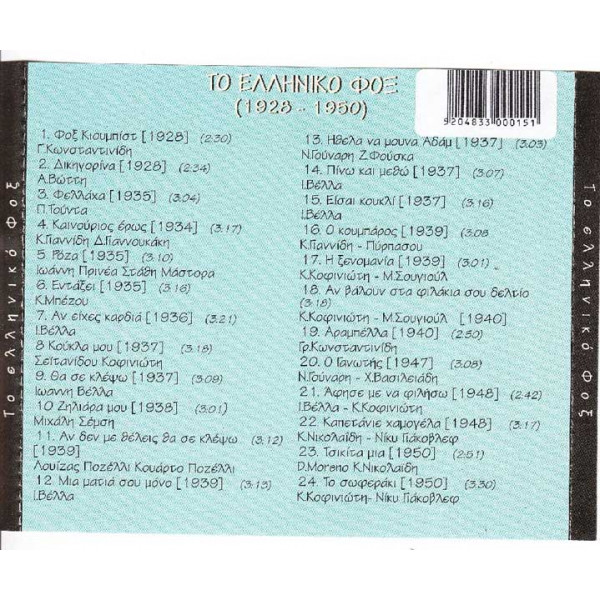 ΤΟ ΕΛΛΗΝΙΚΟ ΦΟΞ
(1928 - 1950)
9204833 000151
Το ελληνικό Φοξ
1. Φοξ Κιουμπίστ [1928] (2:30)
Γ.Κωνσταντινίδη
2. Δικηγορίνα [1928] (2:34)
Α.Βώττη
3. Φελλάχα [1935] (3:04)
Π.Τούντα
4. Καινούριος έρως [1934] (3:17)
Κ.Γιαννίδη Δ.Γιαννουκάκη
5. Ρόζα [1935] (3:10)
Ιωάννη Πρινέα Στάθη Μάστορα
6. Εντάξει [1935] (3:16)
Κ.Μπέζου
7. Αν είχες καρδιά [1936] (3:21)
Ι.Βέλλα
8 Κούκλα μου [1937] (3:18)
Σεϊτανίδου Κοφινιώτη
9. Θα σε κλέψω [1937] (3:09)
Ιωαννη Βέλλα
10 Ζηλιάρα μου [1938] (3:01)
Μιχάλη Σέμση
11. Αν δεν με θέλεις θα σε κλέψω (3:12)
[1939]
Λουίζας Ποζέλλι Κουάρτο Ποζέλλι
12. Μια ματιά σου μόνο [1939] (3:13)
Ι.Βέλλα
13. Ηθελα να μουνα Αδάμ [1937] (3.03)
Ν.Γούναρη Ζ.Φούσκα
14. Πίνω και μεθώ [1937] (3:07)
Ι.Βέλλα
15. Είσαι κουκλί [1937] (3:16)
Ι.Βέλλα
16. Ο κουμπάρος [1939] (3:08
Κ.Γιαννίδη - Πύρπασου
17. Η ξενομανία [1939] (3:01)
Κ.Κοφινιώτη - Μ.Σουγιούλ
18. Αν βάλουν στα φιλάκια σου δελτίο
(3:18)
Κ.Κοφινιώτη - Μ.Σουγιούλ [1940]
19. Αραμπέλλα [1940] (2:50)
Γρ.Κωνσταντινίδη
20. Ο Γανωτής [1947] (3:08)
Ν.Γούναρη - Χ.Βασιλειάδη
21. Άφησε με να φιλήσω [1948] (2:42)
Ι.Βέλλα - Κ.Κοφινιώτη
22. Καπετάνιε χαμογέλα [1948] (3:17)
Κ.Νικολαΐδη - Νίκυ Γιάκοβλεφ
23. Τσικίτα μια [1950] (2:51)
D.Moreno Κ.Νικολαΐδη
24. Το σωφεράκι [1950] (3.30)
Κ.Κοφινιώτη- Νίκυ Γιάκοβλεφ
Το ελληνικό Φοξ